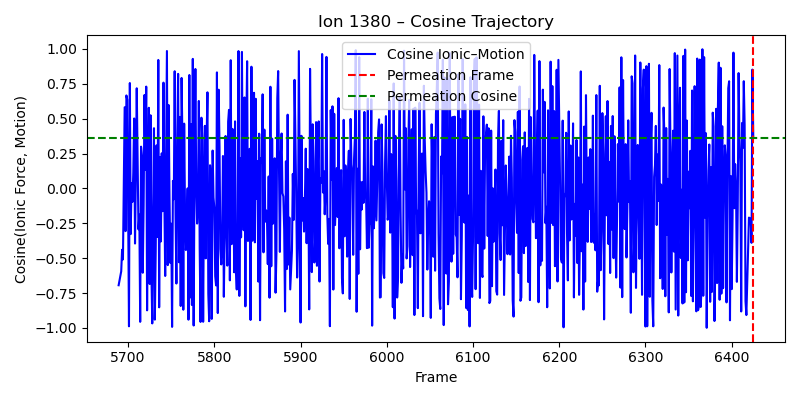 Ion 1380 – Cosine Trajectory
Cosine Ionic–Motion
Permeation Frame
Permeation Cosine
Cosine(Ionic Force, Motion)
1.00
0.75
0.50
0.25
0.00
−0.25
−0.50
−0.75
−1.00
5700 5800 5900 6000 6100 6200 6300 6400
Frame